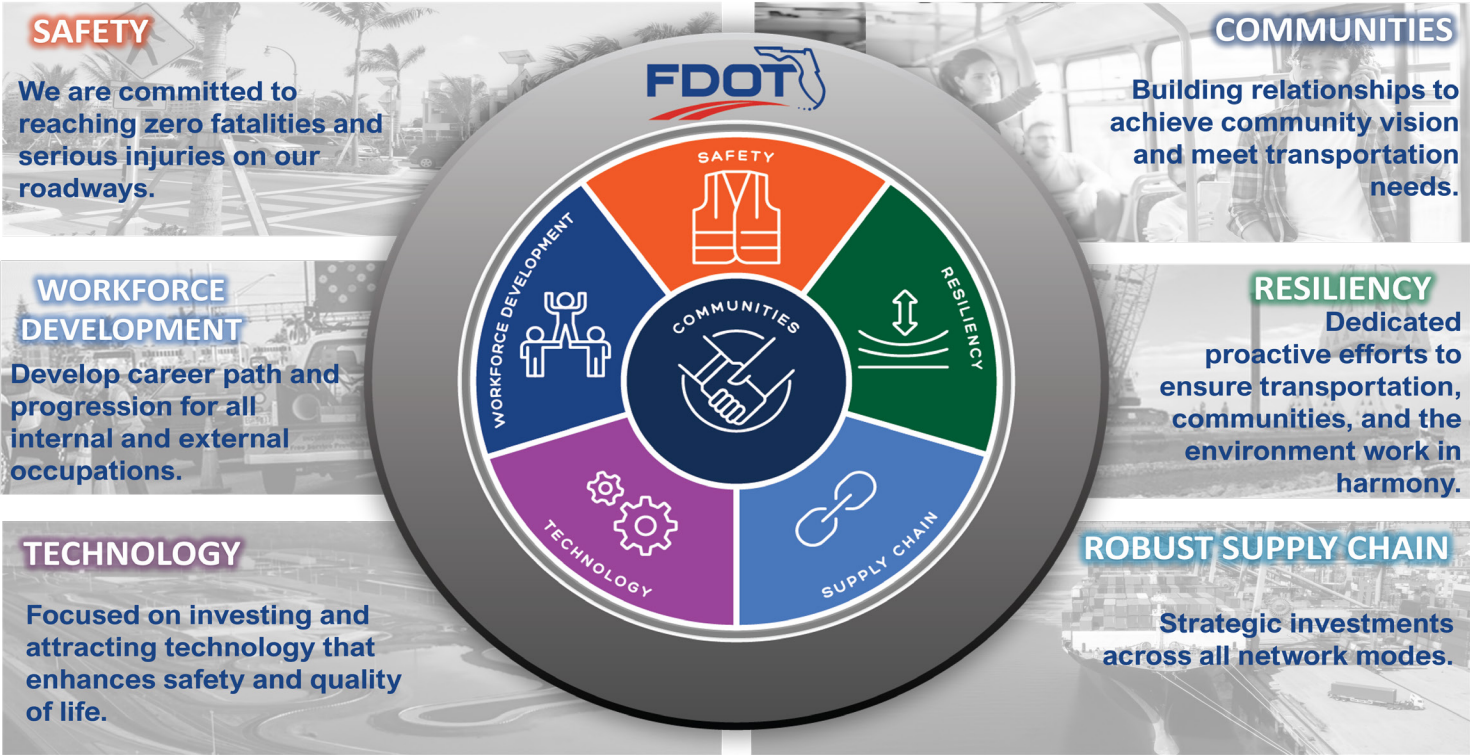 SAFETY
We are committed to
reaching zero fatalities and
serious injuries on our
roadways.
WORKFORCE
DEVELOPMENT
Develop career path and
progression for all
internal and external
occupations.
TECHNOLOGY
Focused on investing and
attracting technology that
enhances safety and quality
of life.
FDOT
SAFETY
RESILIENCY
SUPPLY CHAIN
TECHNOLOGY
WORKFORCE DEVELOPMENT
COMMUNITIES
COMMUNITIES
Building relationships to
achieve community vision
and meet transportation
needs.
RESILIENCY
Dedicated
proactive efforts to
ensure transportation,
communities, and the
environment work in
harmony.
ROBUST SUPPLY CHAIN
Strategic investments
across all network modes.